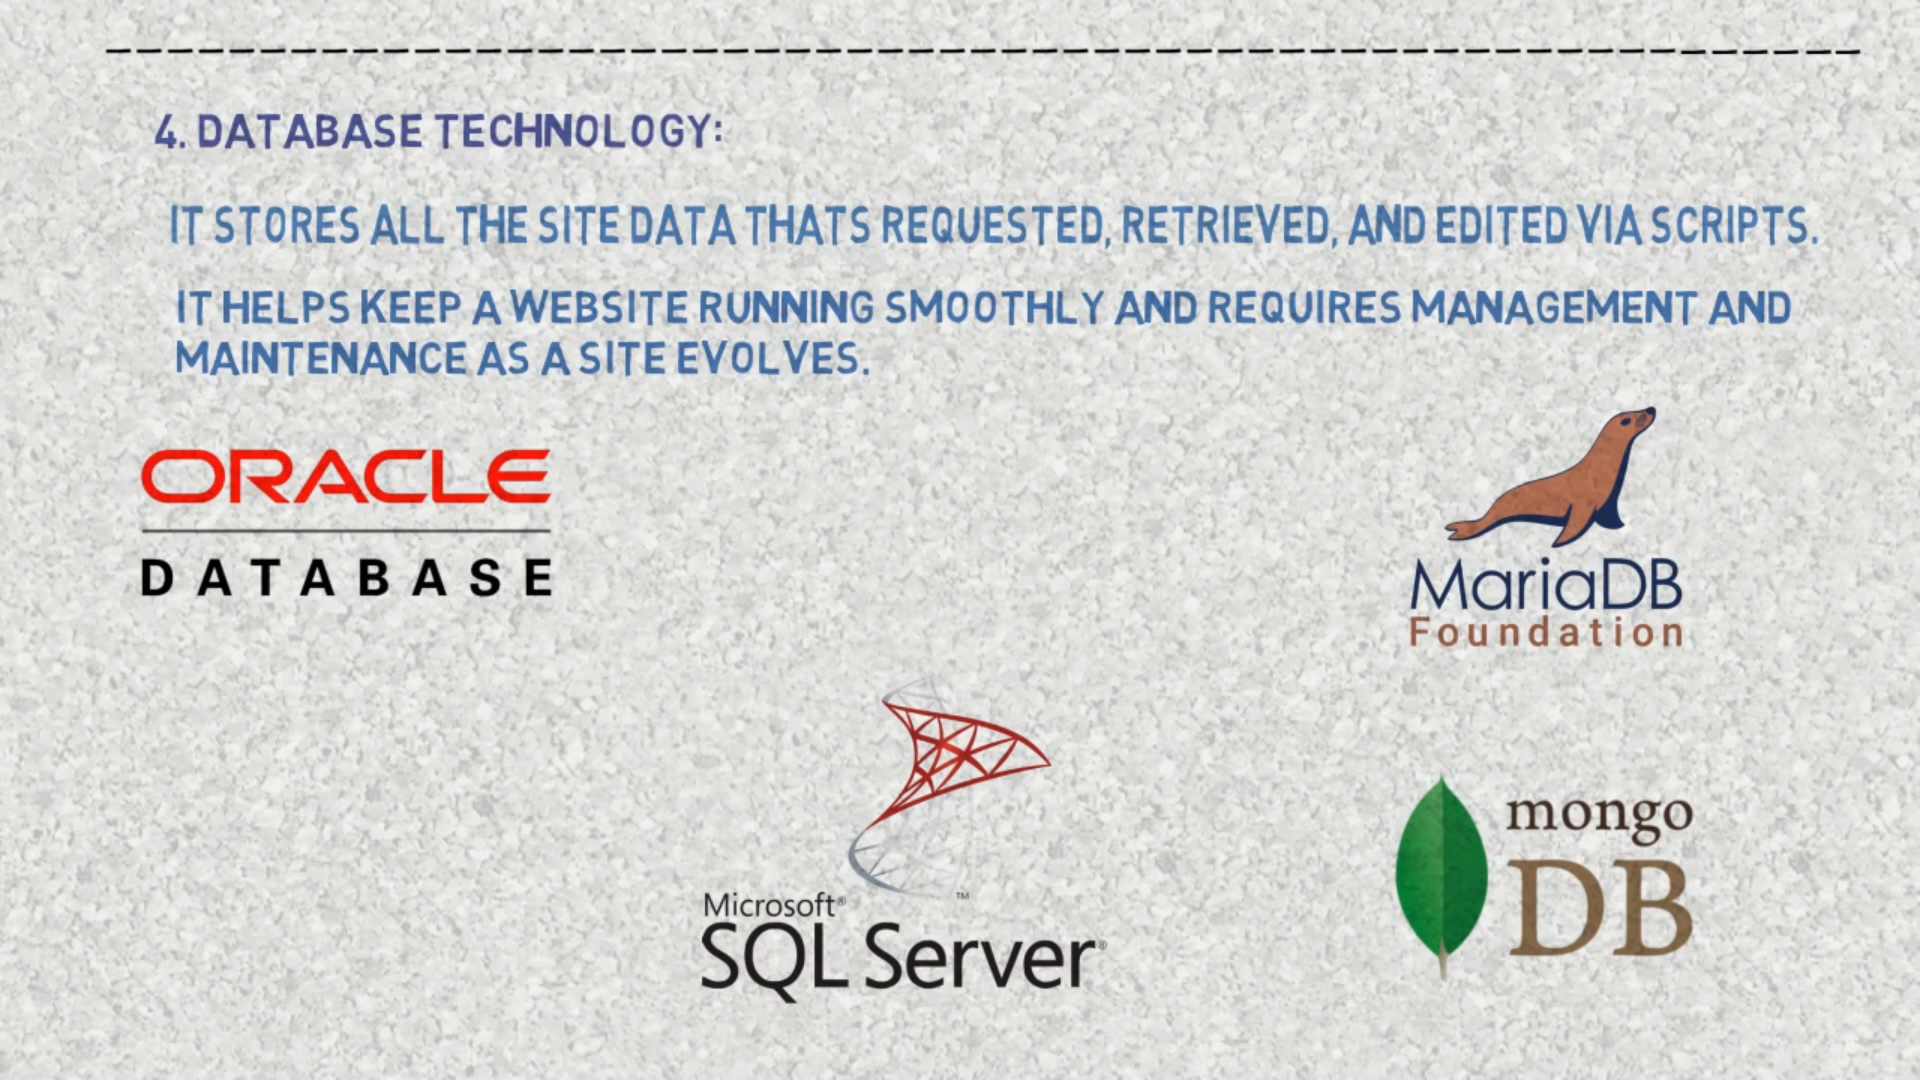 4. DATABASE TECHNOLOGY:
IT STORES ALL THE SITE DATA THATS REQUESTED, RETRIEVED, AND EDITED VIA SCRIPTS.
IT HELPS KEEP A WEBSITE RUNNING SMOOTHLY AND REQUIRES MANAGEMENT AND
MAINTENANCE AS A SITE EVOLVES.
ORACLE
DATABASE
MariaDB
Foundation
Microsoft®
SQL Server®
™
mongo
DB